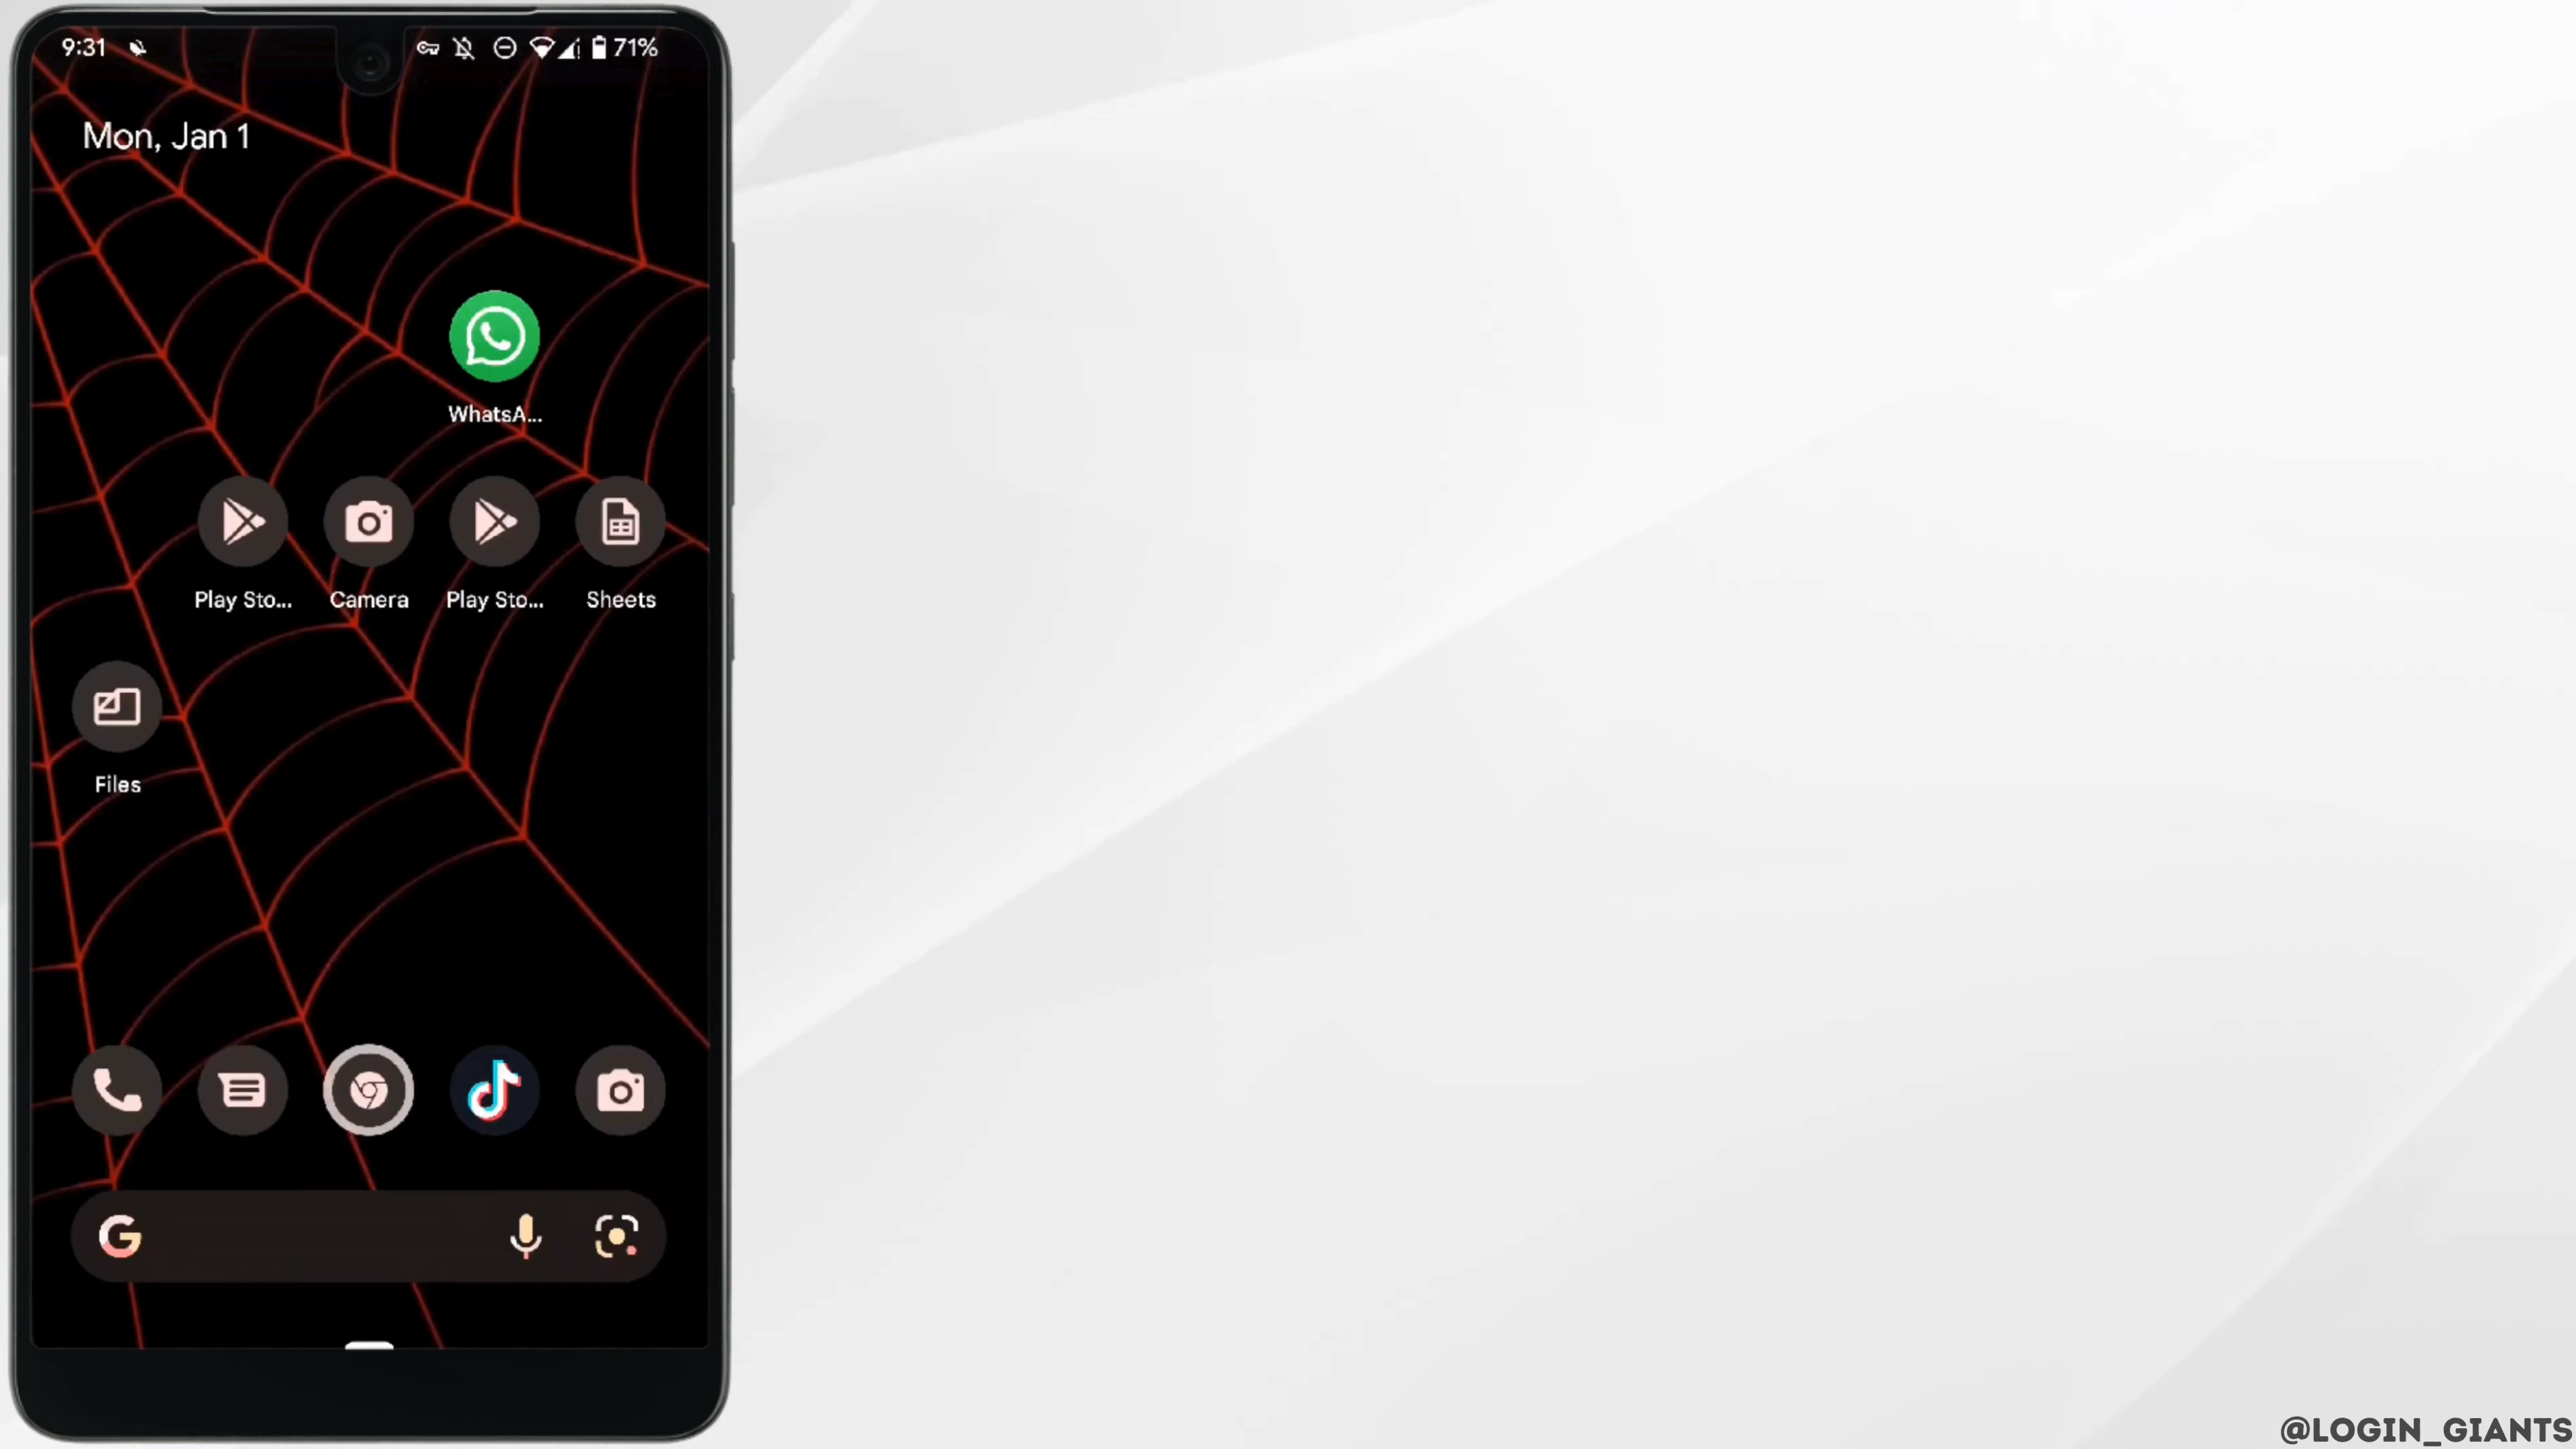 9:31
71%
Mon, Jan 1
WhatsA...
Play Sto...
Camera
Play Sto...
Sheets
Files
@LOGIN_GIANTS